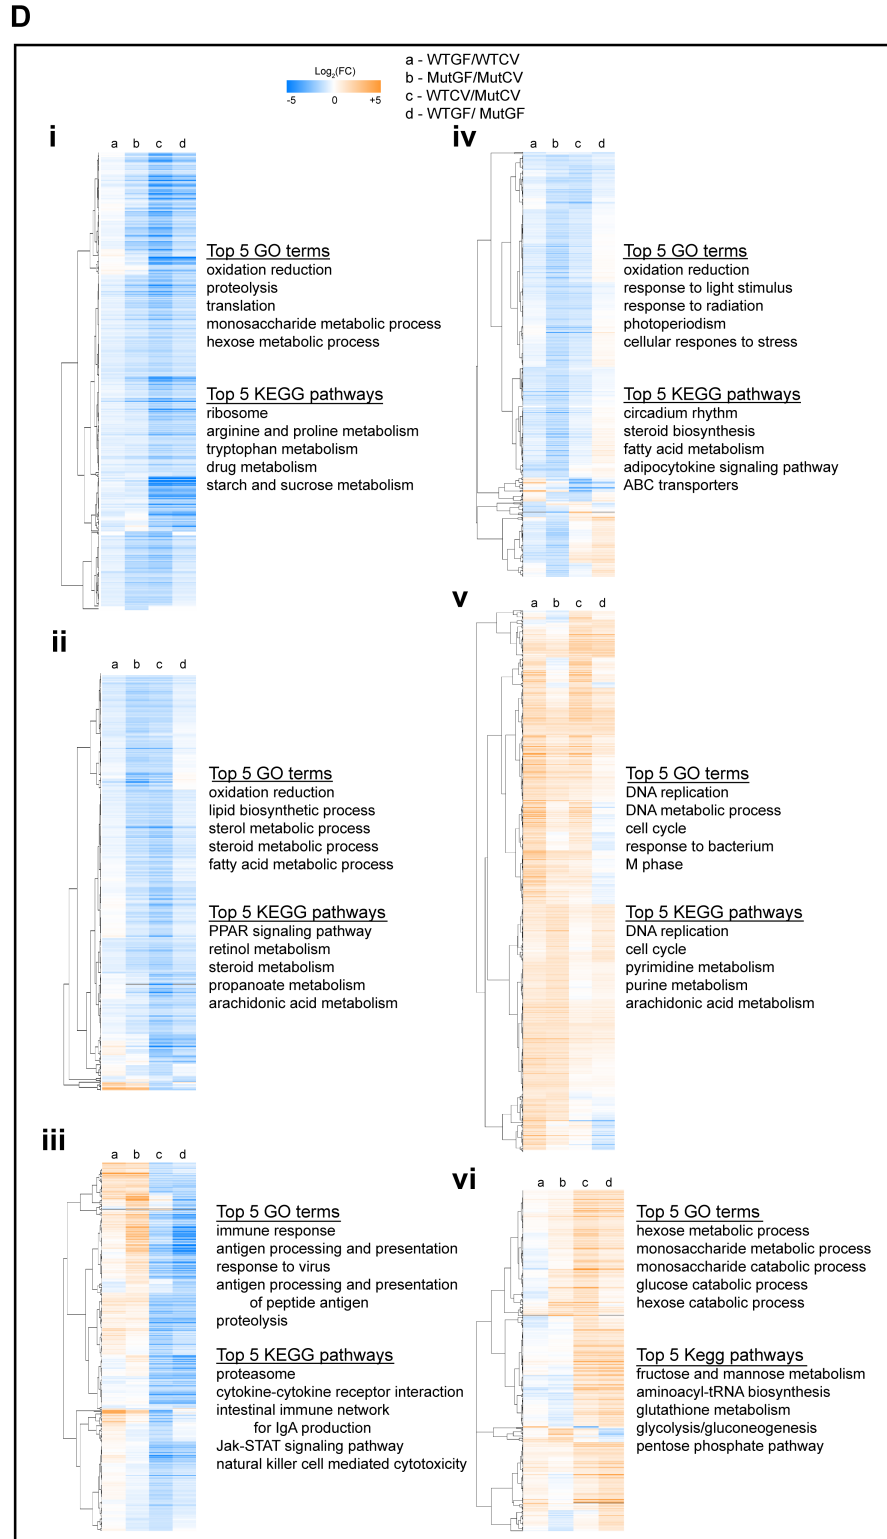 D
Log2(FC)
-5 0 +5
a - WTGF/WTCV
b - MutGF/MutCV
c - WTCV/MutCV
d - WTGF/ MutGF
i
a b c d
Top 5 GO terms
oxidation reduction
proteolysis
translation
monosaccharide metabolic process
hexose metabolic process
Top 5 KEGG pathways
ribosome
arginine and proline metabolism
tryptophan metabolism
drug metabolism
starch and sucrose metabolism
ii
a b c d
Top 5 GO terms
oxidation reduction
lipid biosynthetic process
sterol metabolic process
steroid metabolic process
fatty acid metabolic process
Top 5 KEGG pathways
PPAR signaling pathway
retinol metabolism
steroid metabolism
propanoate metabolism
arachidonic acid metabolism
iii
a b c d
Top 5 GO terms
immune response
antigen processing and presentation
response to virus
antigen processing and presentation
of peptide antigen
proteolysis
Top 5 KEGG pathways
proteasome
cytokine-cytokine receptor interaction
intestinal immune network
for IgA production
Jak-STAT signaling pathway
natural killer cell mediated cytotoxicity
iv
a b c d
Top 5 GO terms
oxidation reduction
response to light stimulus
response to radiation
photoperiodism
cellular respones to stress
Top 5 KEGG pathways
circadium rhythm
steroid biosynthesis
fatty acid metabolism
adipocytokine signaling pathway
ABC transporters
v
a b c d
Top 5 GO terms
DNA replication
DNA metabolic process
cell cycle
response to bacterium
M phase
Top 5 KEGG pathways
DNA replication
cell cycle
pyrimidine metabolism
purine metabolism
arachidonic acid metabolism
vi
a b c d
Top 5 GO terms
hexose metabolic process
monosaccharide metabolic process
monosaccharide catabolic process
glucose catabolic process
hexose catabolic process
Top 5 Kegg pathways
fructose and mannose metabolism
aminoacyl-tRNA biosynthesis
glutathione metabolism
glycolysis/gluconeogenesis
pentose phosphate pathway